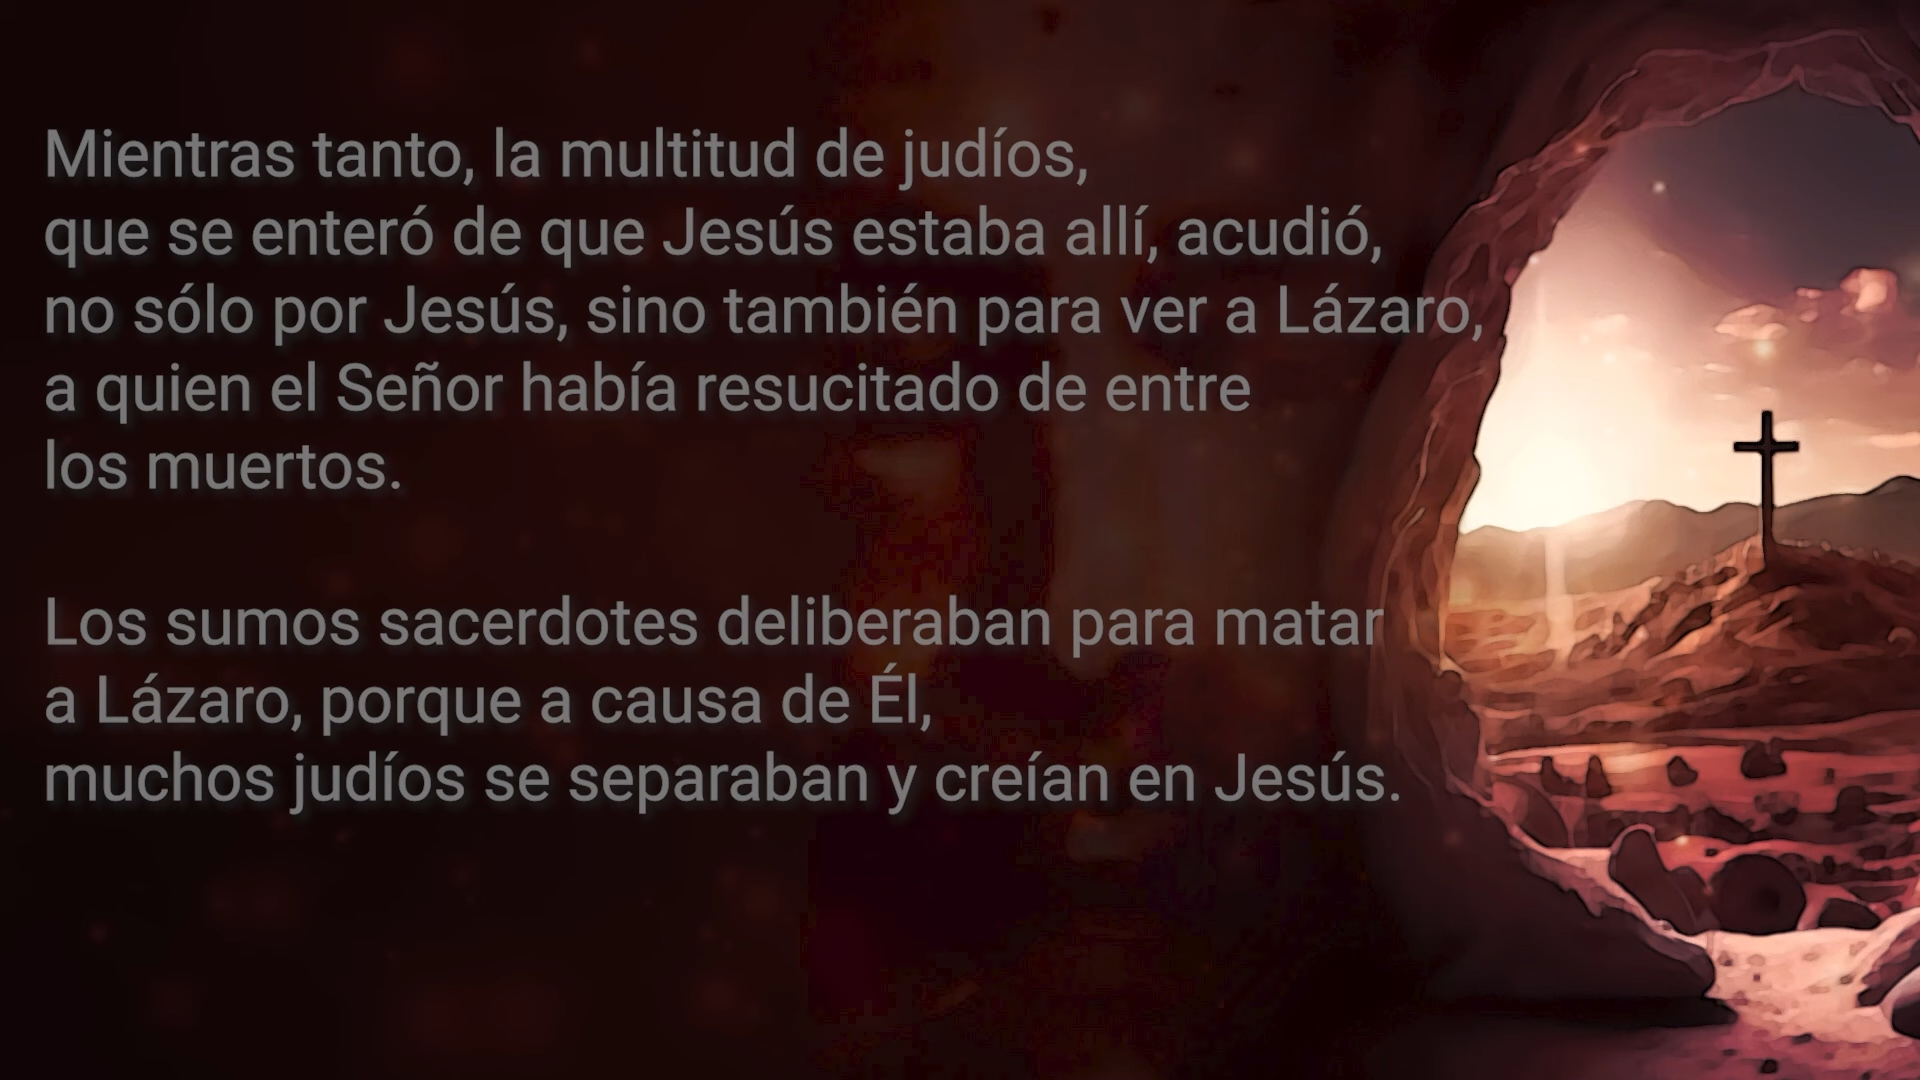 Mientras tanto, la multitud de judíos,
que se enteró de que Jesús estaba allí, acudió,
no sólo por Jesús, sino también para ver a Lázaro,
a quien el Señor había resucitado de entre
los muertos.
Los sumos sacerdotes deliberaban para matar
a Lázaro, porque a causa de Él,
muchos judíos se separaban y creían en Jesús.